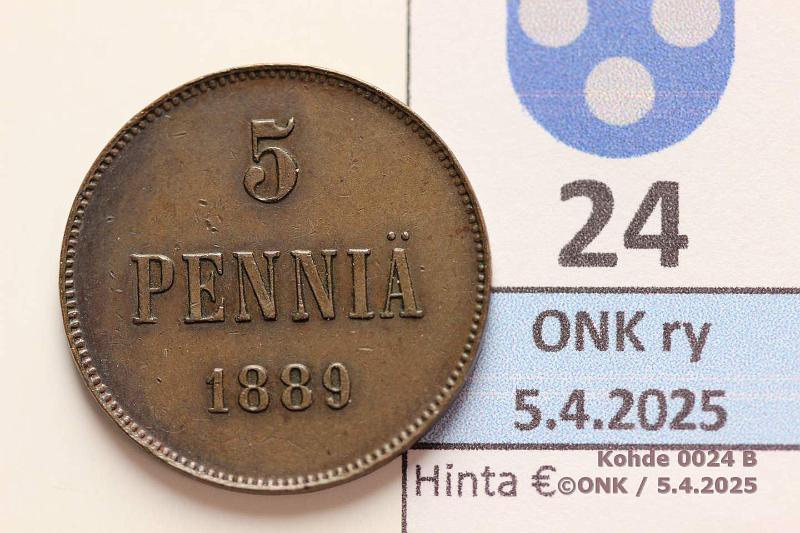 5
PENNIÄ
1889
24
ONK ry
5.4.2025
Kohde 0024 B
Hinta €
©ONK / 5.4.2025